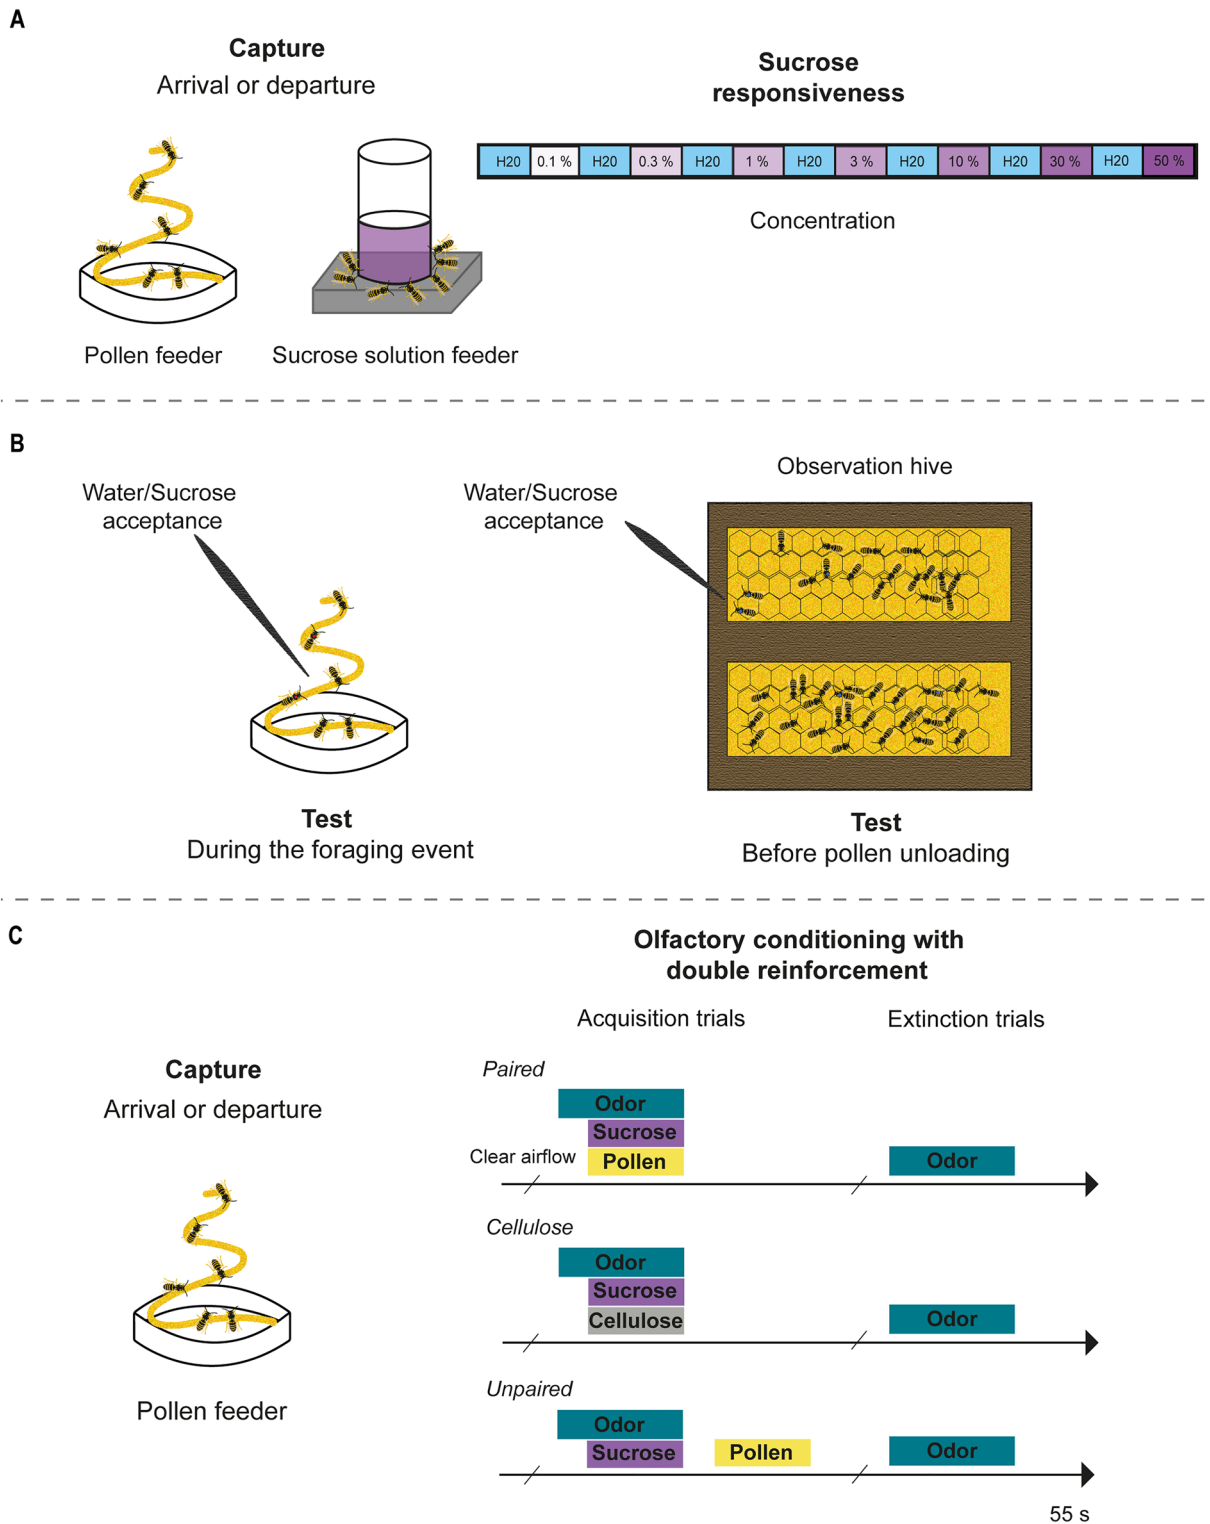 A
Capture
Arrival or departure
Sucrose
responsiveness
H20 0.1 % H20 0.3 % H20 1 % H20 3 % H20 10 % H20 30 % H20 50 %
Concentration
Pollen feeder
Sucrose solution feeder
B
Water/Sucrose
acceptance
Water/Sucrose
acceptance
Observation hive
Test
During the foraging event
Test
Before pollen unloading
C
Olfactory conditioning with
double reinforcement
Acquisition trials
Extinction trials
Capture
Arrival or departure
Pollen feeder
Paired
Odor
Sucrose
Clear airflow
Pollen
Odor
Cellulose
Odor
Sucrose
Cellulose
Odor
Unpaired
Odor
Sucrose
Pollen
Odor
55 s